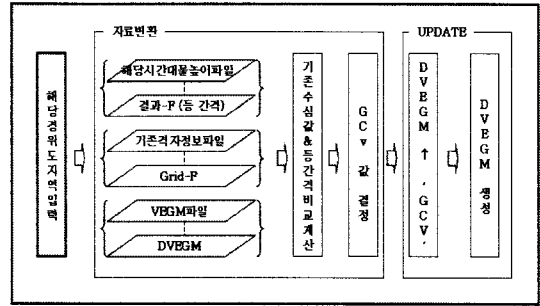 자료변환
UPDATE
해당경위도지역입력
해당시간대물높이파일
결과-F (등 간격)
기존격자정보파일
Grid-F
VEGM파일
DVEGM
기존수심값&등간격비교계산
GCv 값 결정
DVEGM ↑ 'GCV'
DVEGM 생성